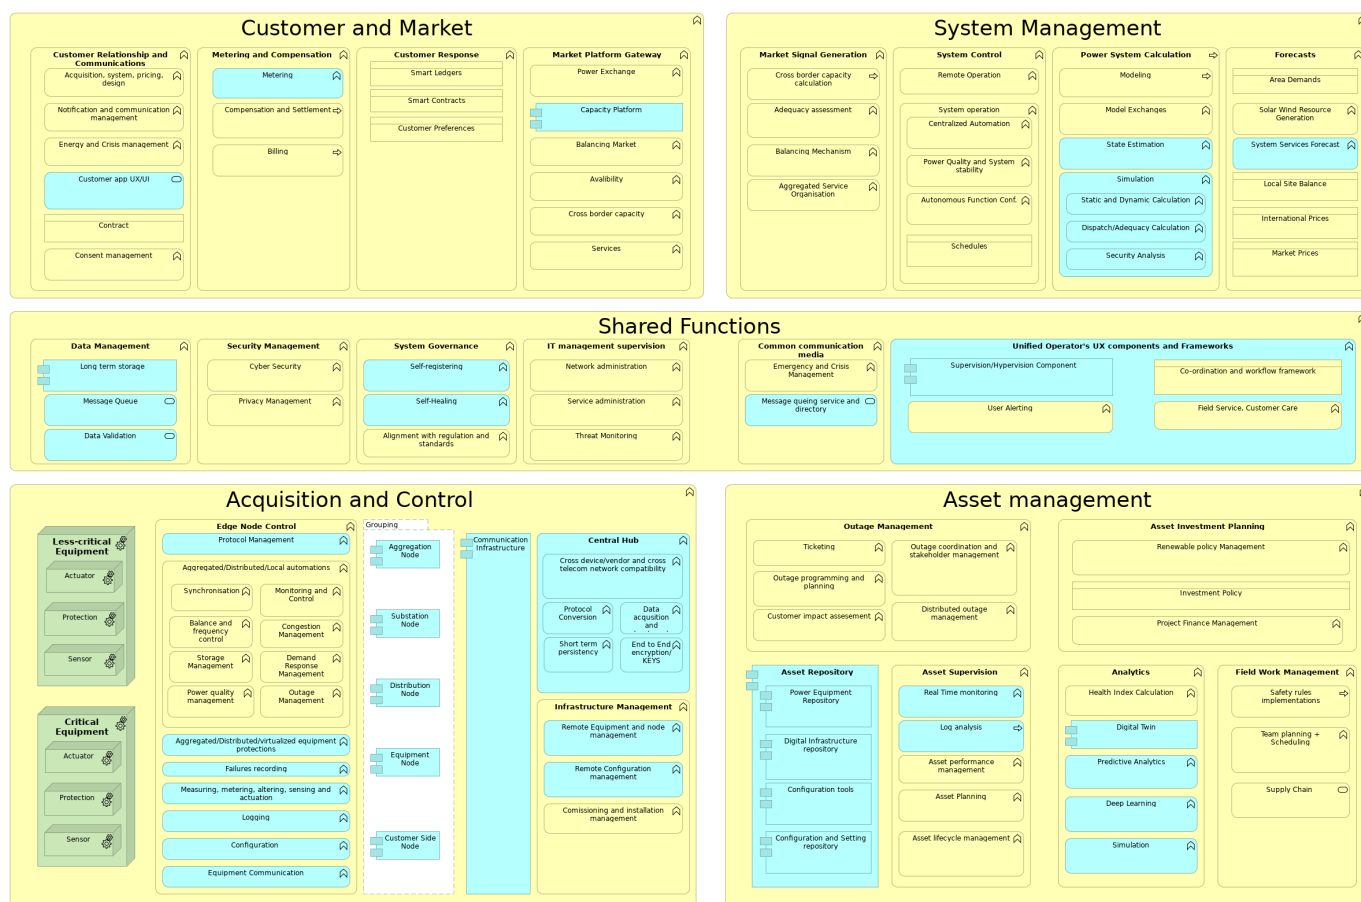 Customer and Market
Customer Relationship and
Communications
Acquisition, system, pricing,
design
Notification and communication
management
Energy and Crisis management
Customer app UX/UI
Contract
Consent management
Metering and Compensation
Metering
Compensation and Settlement
Billing
Customer Response
Smart Ledgers
Smart Contracts
Customer Preferences
Market Platform Gateway
Power Exchange
Capacity Platform
Balancing Market
Avalibility
Cross border capacity
Services
System Management
Market Signal Generation
Cross border capacity
calculation
Adequacy assessment
Balancing Mechanism
Aggregated Service
Organisation
System Control
Remote Operation
System operation
Centralized Automation
Power Quality and System
stability
Autonomous Function Conf.
Schedules
Power System Calculation
Modeling
Model Exchanges
State Estimation
Simulation
Static and Dynamic Calculation
Dispatch/Adequacy Calculation
Security Analysis
Forecasts
Area Demands
Solar Wind Resource
Generation
System Services Forecast
Local Site Balance
International Prices
Market Prices
Shared Functions
Data Management
Long term storage
Message Queue
Data Validation
Security Management
Cyber Security
Privacy Management
System Governance
Self-registering
Self-Healing
Alignment with regulation and
standards
IT management supervision
Network administration
Service administration
Threat Monitoring
Common communication
media
Emergency and Crisis
Management
Message queing service and
directory
Unified Operator's UX components and Frameworks
Supervision/Hypervision Component
Co-ordination and workflow framework
User Alerting
Field Service, Customer Care
Acquisition and Control
Less-critical
Equipment
Actuator
Protection
Sensor
Critical
Equipment
Actuator
Protection
Sensor
Edge Node Control
Protocol Management
Aggregated/Distributed/Local automations
Synchronisation
Monitoring and
Control
Balance and
frequency
control
Congestion
Management
Storage
Management
Demand
Response
Management
Power quality
management
Outage
Management
Aggregated/Distributed/virtualized equipment
protections
Failures recording
Measuring, metering, altering, sensing and
actuation
Logging
Configuration
Equipment Communication
Grouping
Aggregation
Node
Substation
Node
Distribution
Node
Equipment
Node
Customer Side
Node
Communication
Infrastructure
Central Hub
Cross device/vendor and cross
telecom network compatibility
Protocol
Conversion
Data
acqusition
and
Short term
persistency
End to End
encryption/
KEYS
Infrastructure Management
Remote Equipment and node
management
Remote Configuration
management
Comissioning and installation
management
Asset management
Outage Management
Ticketing
Outage programming and
planning
Customer impact assesement
Outage coordination and
stakeholder management
Distributed outage
management
Asset Investment Planning
Renewable policy Management
Investment Policy
Project Finance Management
Asset Repository
Power Equipment
Repository
Digital Infrastructure
repository
Configuration tools
Configuration and Setting
repository
Asset Supervision
Real Time monitoring
Log analysis
Asset performance
management
Asset Planning
Asset lifecycle management
Analytics
Health Index Calculation
Digital Twin
Predictive Analytics
Deep Learning
Simulation
Field Work Management
Safety rules
implementations
Team planning +
Scheduling
Supply Chain